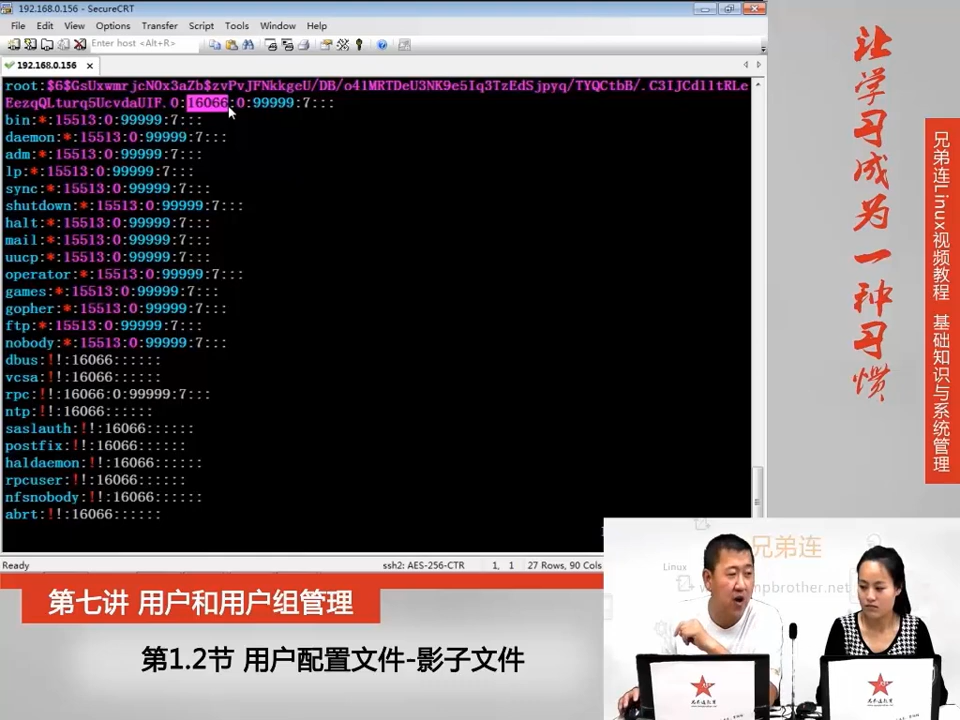 192.168.0.156 - SecureCRT
File Edit View Options Transfer Script Tools Window Help
Enter host <Alt+R>
192.168.0.156
root:$6$GsUxwmrjcNOx3aZb$zvPvJFNkkgeU/DB/o4lMRTDeU3NK9e5Iq3TzEdSjpyq/TYQCtbB/.C3IJCdlltRLe
EezqQLturq5UcvdaUIF.0:16066:0:99999:7:::
bin:*:15513:0:99999:7:::
daemon:*:15513:0:99999:7:::
adm:*:15513:0:99999:7:::
lp:*:15513:0:99999:7:::
sync:*:15513:0:99999:7:::
shutdown:*:15513:0:99999:7:::
halt:*:15513:0:99999:7:::
mail:*:15513:0:99999:7:::
uucp:*:15513:0:99999:7:::
operator:*:15513:0:99999:7:::
games:*:15513:0:99999:7:::
gopher:*:15513:0:99999:7:::
ftp:*:15513:0:99999:7:::
nobody:*:15513:0:99999:7:::
dbus:!!:16066::::::
vcsa:!!:16066::::::
rpc:!!:16066:0:99999:7:::
ntp:!!:16066::::::
saslauth:!!:16066::::::
postfix:!!:16066::::::
haldaemon:!!:16066::::::
rpcuser:!!:16066::::::
nfsnobody:!!:16066::::::
abrt:!!:16066::::::
Ready ssh2: AES-256-CTR 1, 1 27 Rows, 90 Cols
让学习成为一种习惯
兄弟连Linux视频教程 基础知识与系统管理
第七讲 用户和用户组管理
第1.2节 用户配置文件-影子文件
兄弟连
Linux
mpbrother.net